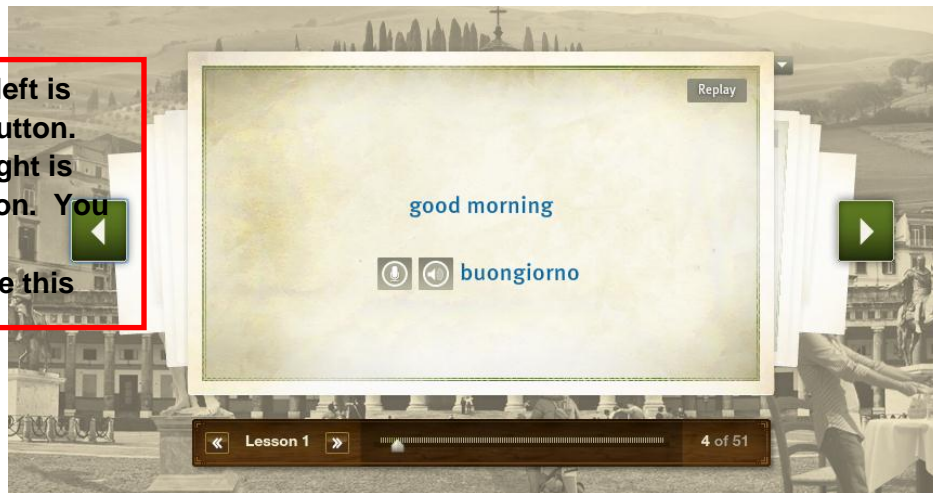 left is
utton.
ght is
on. You
e this
Replay
good morning
buongiorno
Lesson 1
4 of 51